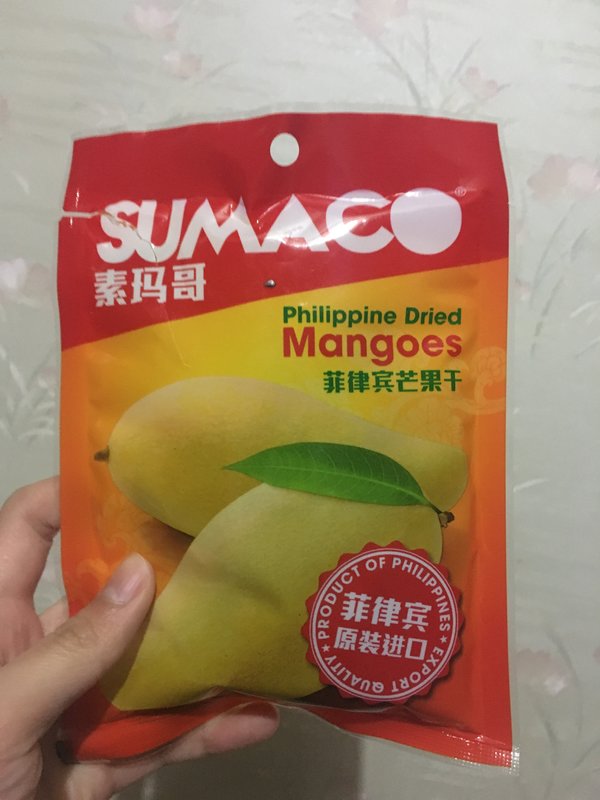 SUMACO®
素玛哥
Philippine Dried
Mangoes
菲律宾芒果干
PRODUCT OF PHILIPPINES
菲律宾
原装进口
EXPORT QUALITY